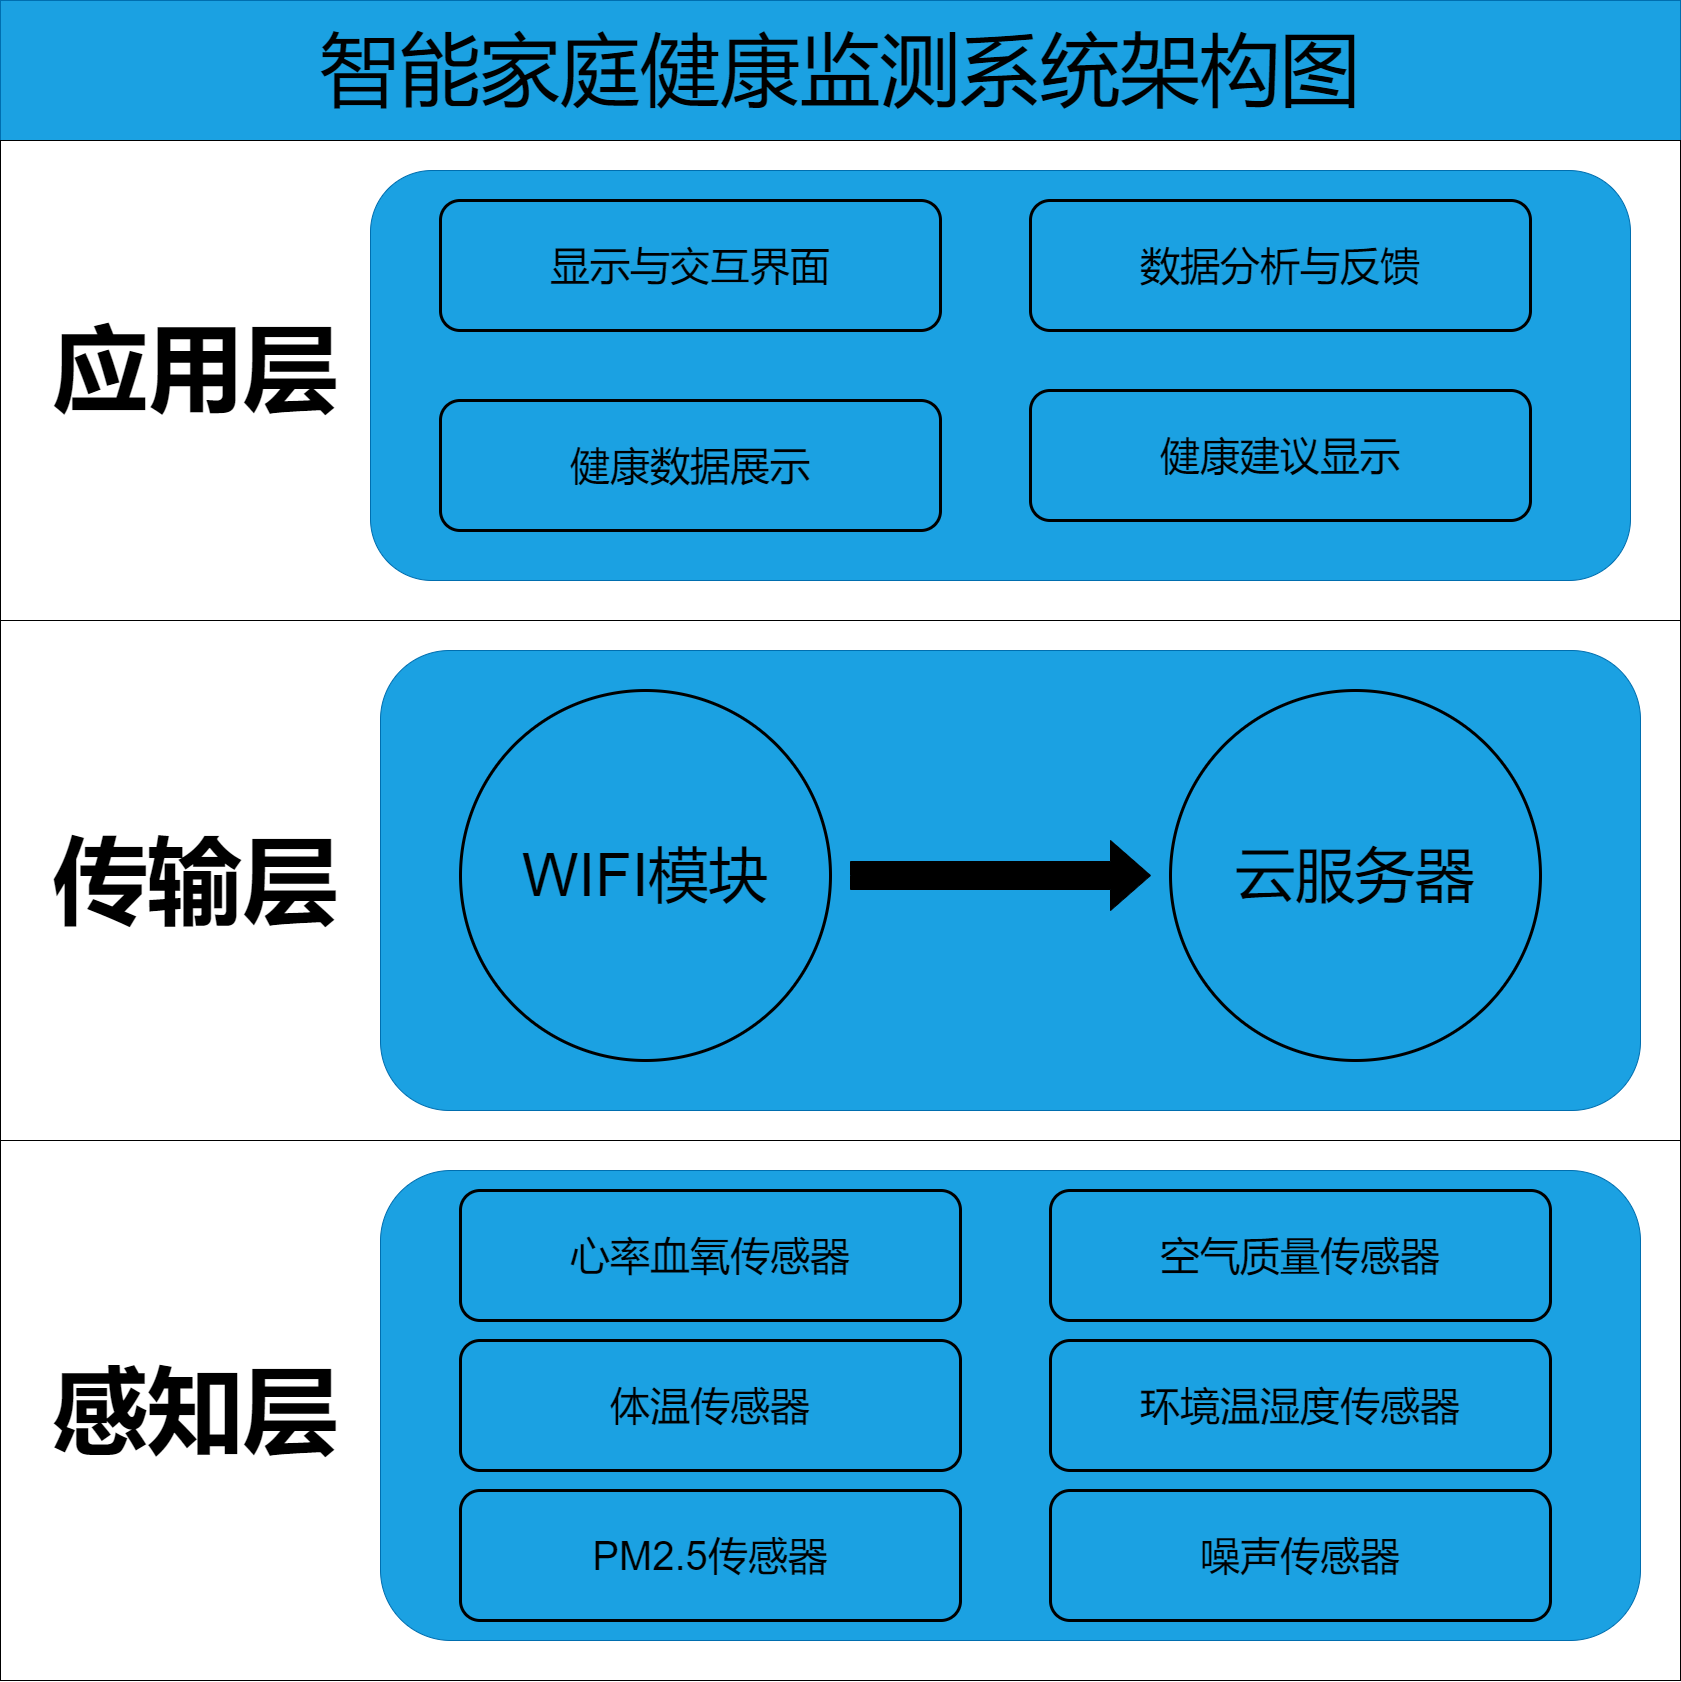 智能家庭健康监测系统架构图
应用层
显示与交互界面
数据分析与反馈
健康数据展示
健康建议显示
传输层
WIFI模块
云服务器
感知层
心率血氧传感器
空气质量传感器
体温传感器
环境温湿度传感器
PM2.5传感器
噪声传感器